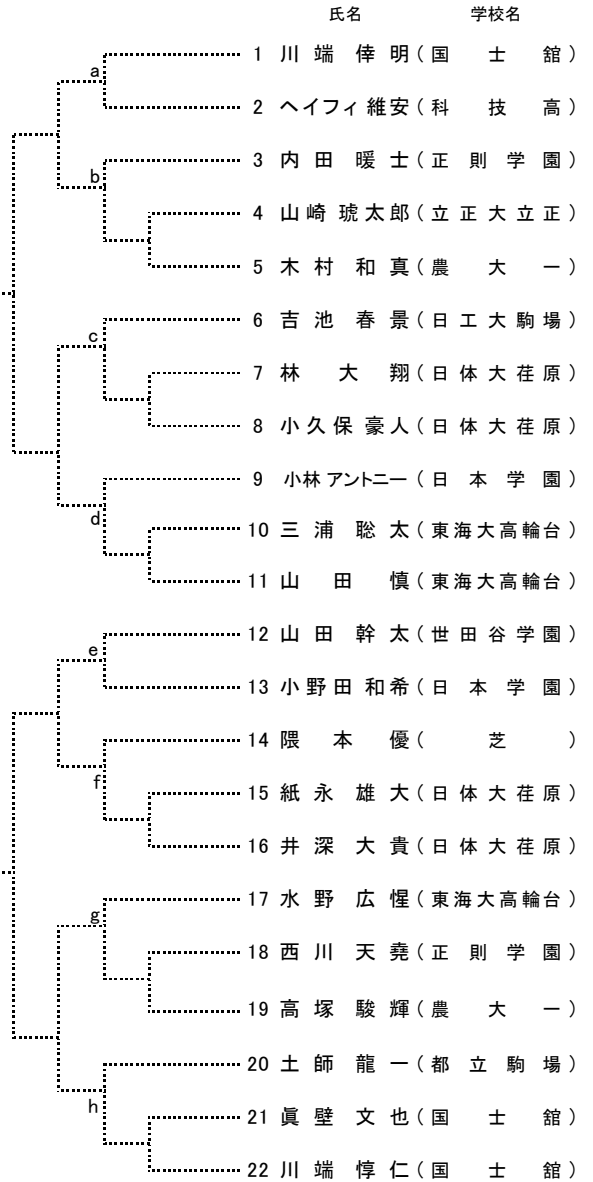 氏名 学校名
1 川端倖明(国士舘)
a
2 ヘイフィ維安(科技高)
3 内田暖士(正則学園)
b
4 山崎琥太郎(立正大立正)
5 木村和真(農大一)
6 吉池春景(日工大駒場)
c
7 林大翔(日体大荏原)
8 小久保豪人(日体大荏原)
9 小林アントニー(日本学園)
d
10 三浦聡太(東海大高輪台)
11 山田慎(東海大高輪台)
12 山田幹太(世田谷学園)
e
13 小野田和希(日本学園)
14 隈本優(芝)
f
15 紙永雄大(日体大荏原)
16 井深大貴(日体大荏原)
17 水野広惺(東海大高輪台)
g
18 西川天堯(正則学園)
19 高塚駿輝(農大一)
20 土師龍一(都立駒場)
h
21 眞壁文也(国士舘)
22 川端惇仁(国士舘)